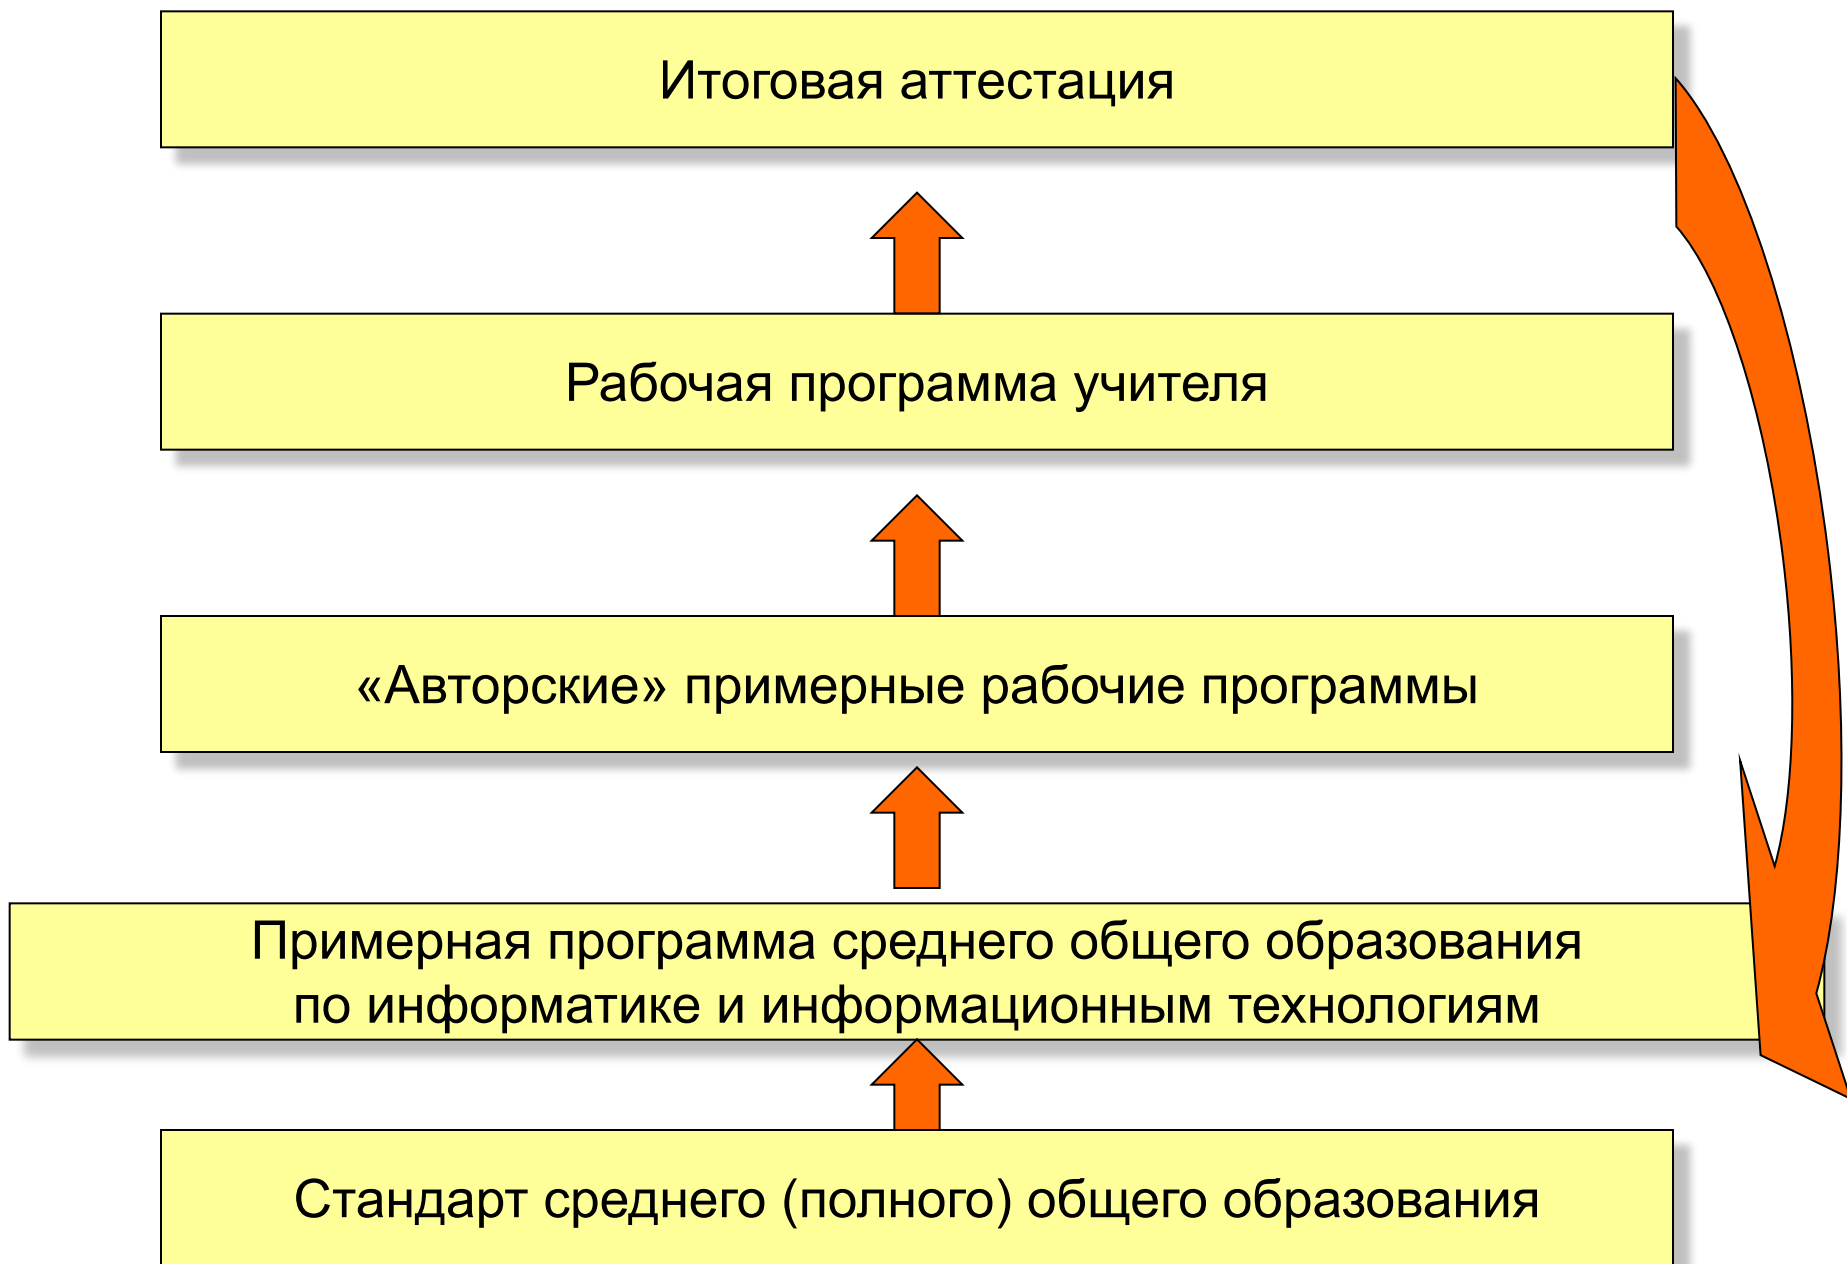 Итоговая аттестация
Рабочая программа учителя
«Авторские» примерные рабочие программы
Примерная программа среднего общего образования
по информатике и информационным технологиям
Стандарт среднего (полного) общего образования